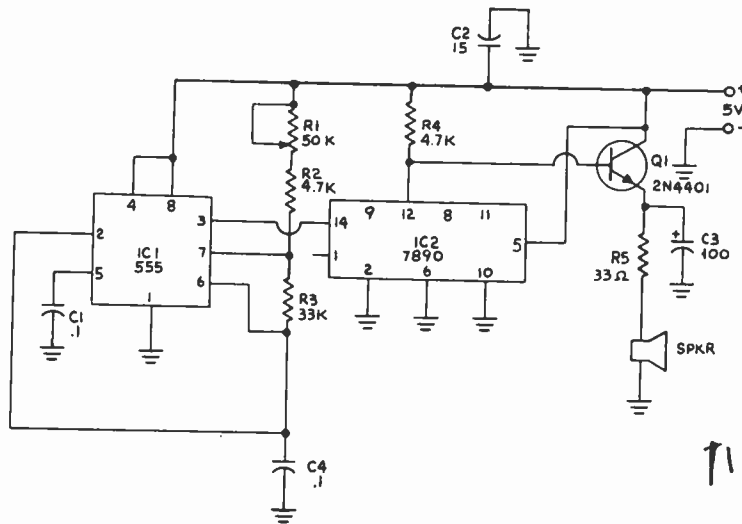 C2
15
+
5V
−
R1
50K
R4
4.7K
Q1
2N4401
R2
4.7K
4 8
3
2
7
IC1
555
5
6
1
9 12 8 11
14
1
IC2
7890
5
2 6 10
C1
.1
R3
33K
R5
33Ω
+
C3
100
SPKR
C4
.1